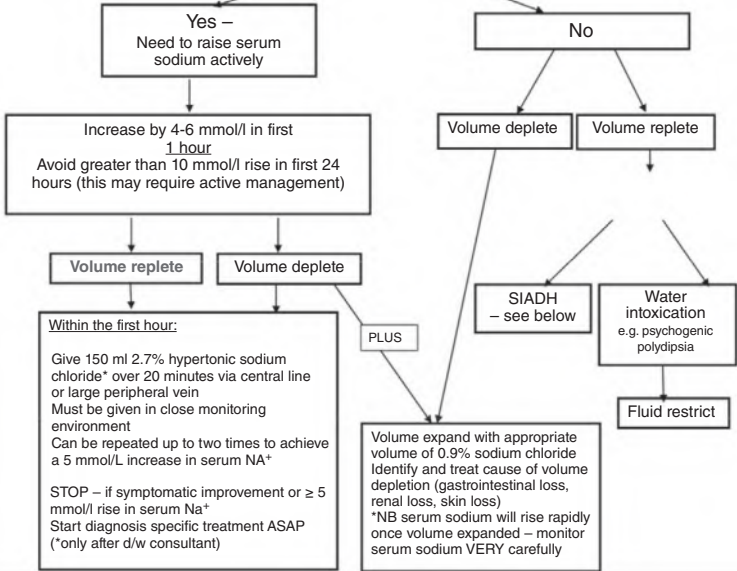 Yes –
Need to raise serum
sodium actively
No
Increase by 4-6 mmol/l in first
1 hour
Avoid greater than 10 mmol/l rise in first 24
hours (this may require active management)
Volume deplete
Volume replete
Volume replete
Volume deplete
SIADH
– see below
Water
intoxication
e.g. psychogenic
polydipsia
PLUS
Fluid restrict
Within the first hour:
Give 150 ml 2.7% hypertonic sodium
chloride* over 20 minutes via central line
or large peripheral vein
Must be given in close monitoring
environment
Can be repeated up to two times to achieve
a 5 mmol/L increase in serum NA⁺
STOP – if symptomatic improvement or ≥ 5
mmol/l rise in serum Na⁺
Start diagnosis specific treatment ASAP
(*only after d/w consultant)
Volume expand with appropriate
volume of 0.9% sodium chloride
Identify and treat cause of volume
depletion (gastrointestinal loss,
renal loss, skin loss)
*NB serum sodium will rise rapidly
once volume expanded – monitor
serum sodium VERY carefully